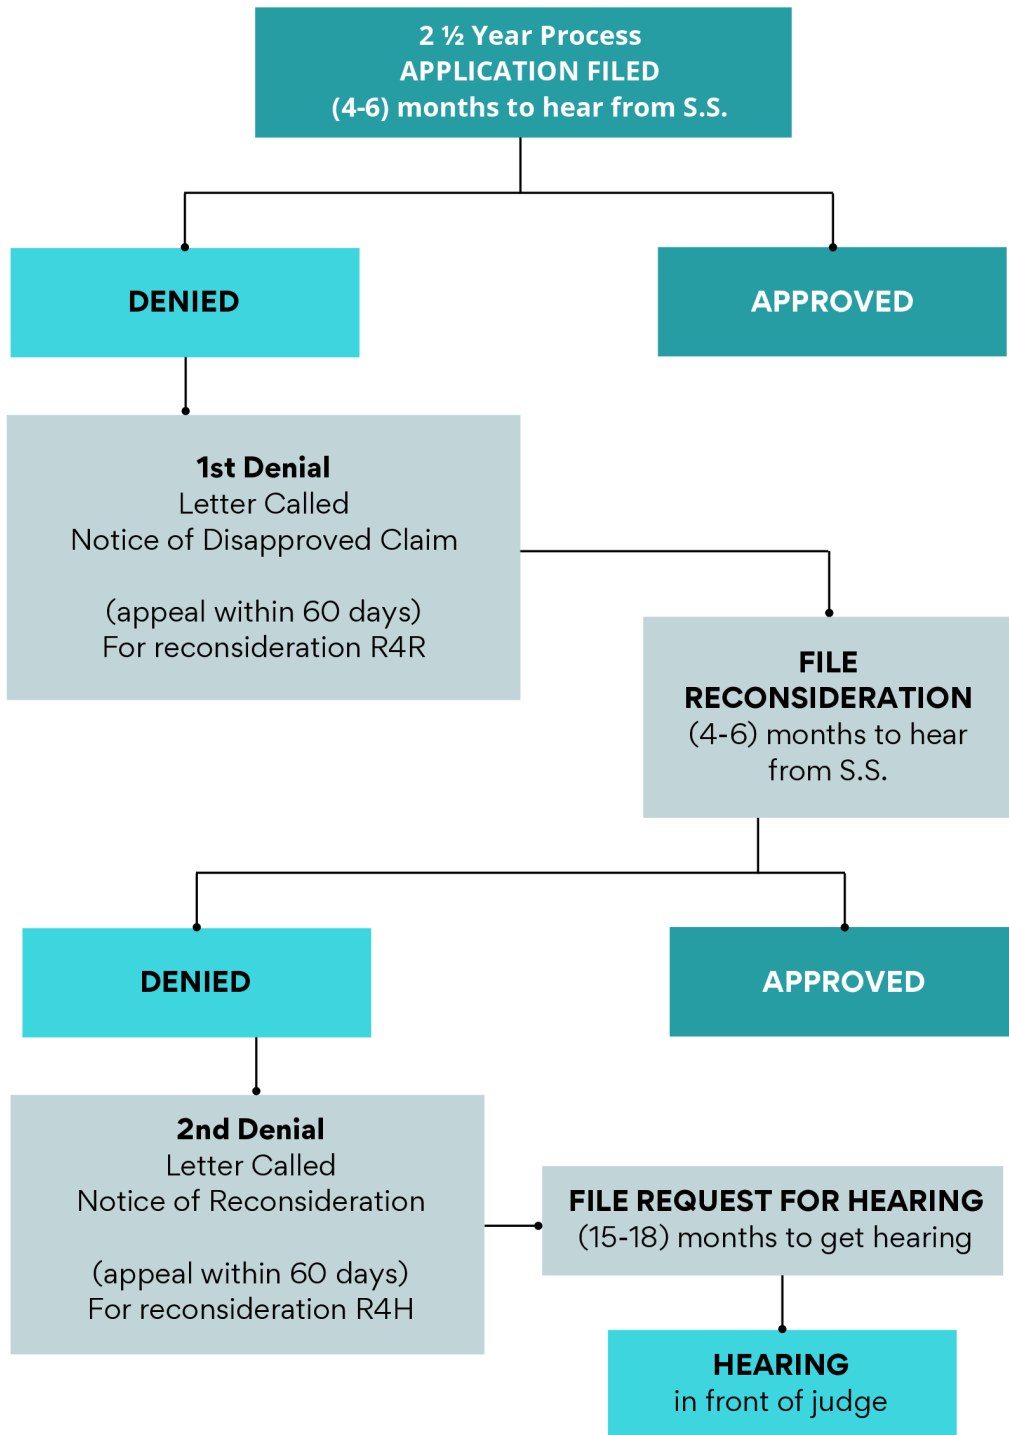 2 ½ Year Process
APPLICATION FILED
(4-6) months to hear from S.S.
DENIED
APPROVED
1st Denial
Letter Called
Notice of Disapproved Claim
(appeal within 60 days)
For reconsideration R4R
FILE
RECONSIDERATION
(4-6) months to hear
from S.S.
DENIED
APPROVED
2nd Denial
Letter Called
Notice of Reconsideration
(appeal within 60 days)
For reconsideration R4H
FILE REQUEST FOR HEARING
(15-18) months to get hearing
HEARING
in front of judge